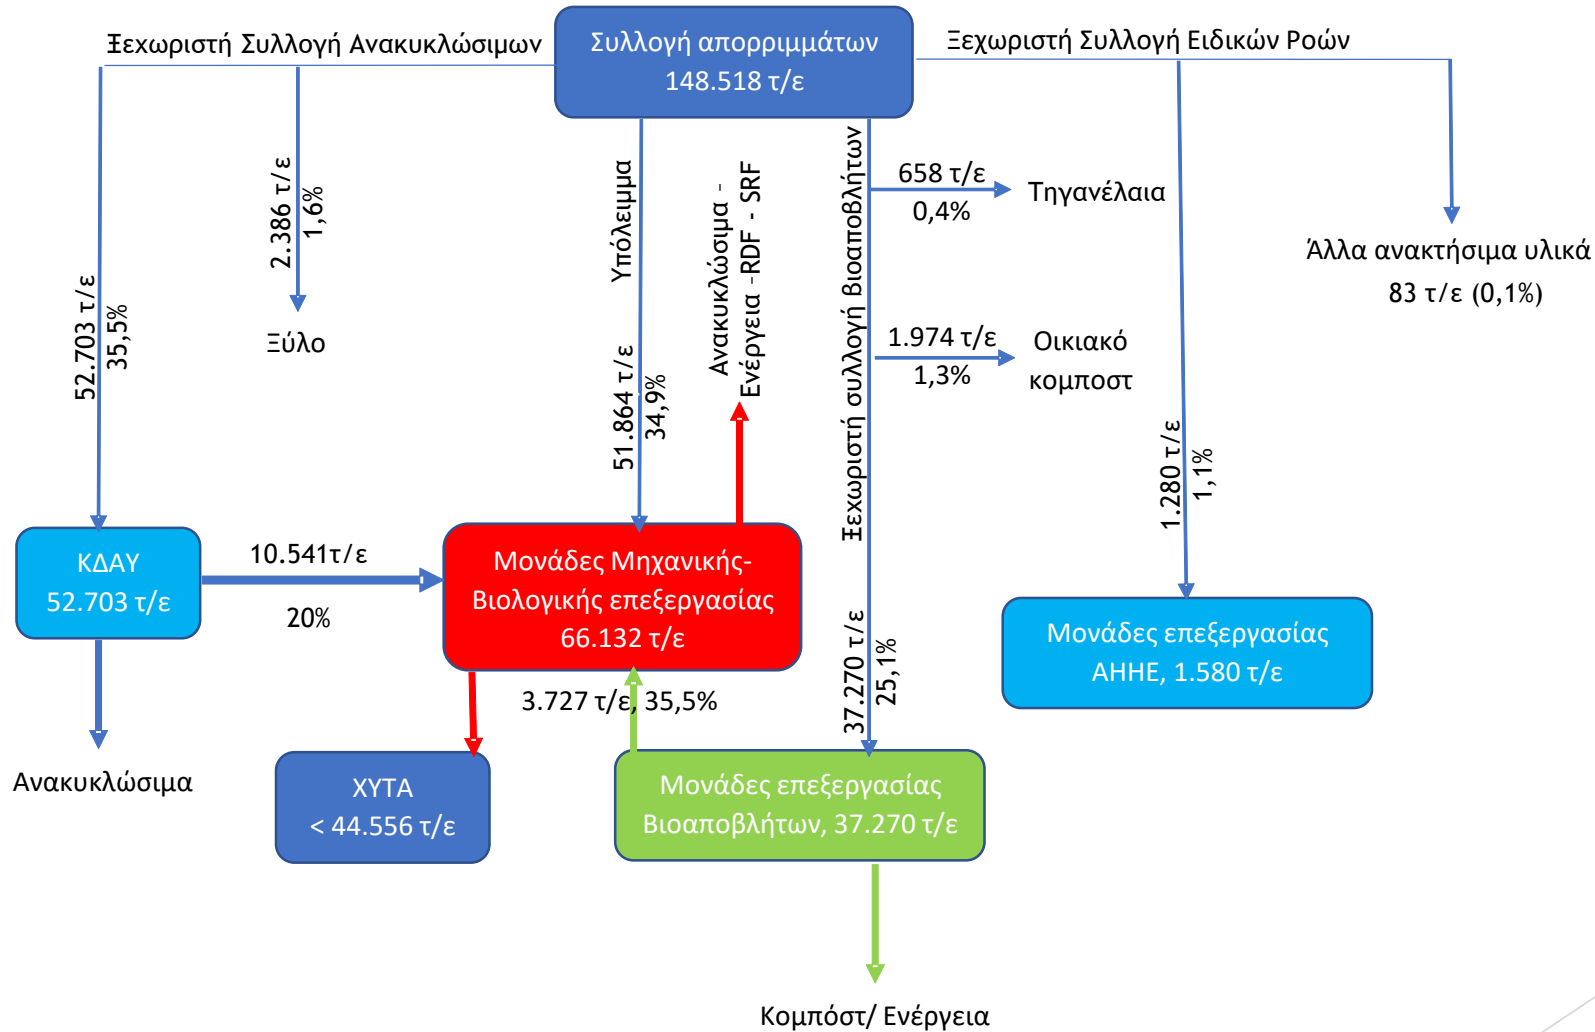 Ξεχωριστή Συλλογή Ανακυκλώσιμων
Συλλογή απορριμμάτων
148.518 τ/ε
Ξεχωριστή Συλλογή Ειδικών Ροών
52.703 τ/ε
35,5%
2.386 τ/ε
1,6%
Ξύλο
Υπόλειμμα
51.864 τ/ε
34,9%
Ανακυκλώσιμα -
Ενέργεια -RDF - SRF
Ξεχωριστή συλλογή βιοαποβλήτων
658 τ/ε
0,4%
Τηγανέλαια
1.974 τ/ε
1,3%
Οικιακό
κομποστ
37.270 τ/ε
25,1%
1.280 τ/ε
1,1%
Άλλα ανακτήσιμα υλικά
83 τ/ε (0,1%)
ΚΔΑΥ
52.703 τ/ε
10.541τ/ε
20%
Μονάδες Μηχανικής-
Βιολογικής επεξεργασίας
66.132 τ/ε
Μονάδες επεξεργασίας
ΑΗΗΕ, 1.580 τ/ε
3.727 τ/ε, 35,5%
Ανακυκλώσιμα
ΧΥΤΑ
< 44.556 τ/ε
Μονάδες επεξεργασίας
Βιοαποβλήτων, 37.270 τ/ε
Κομπόστ/ Ενέργεια